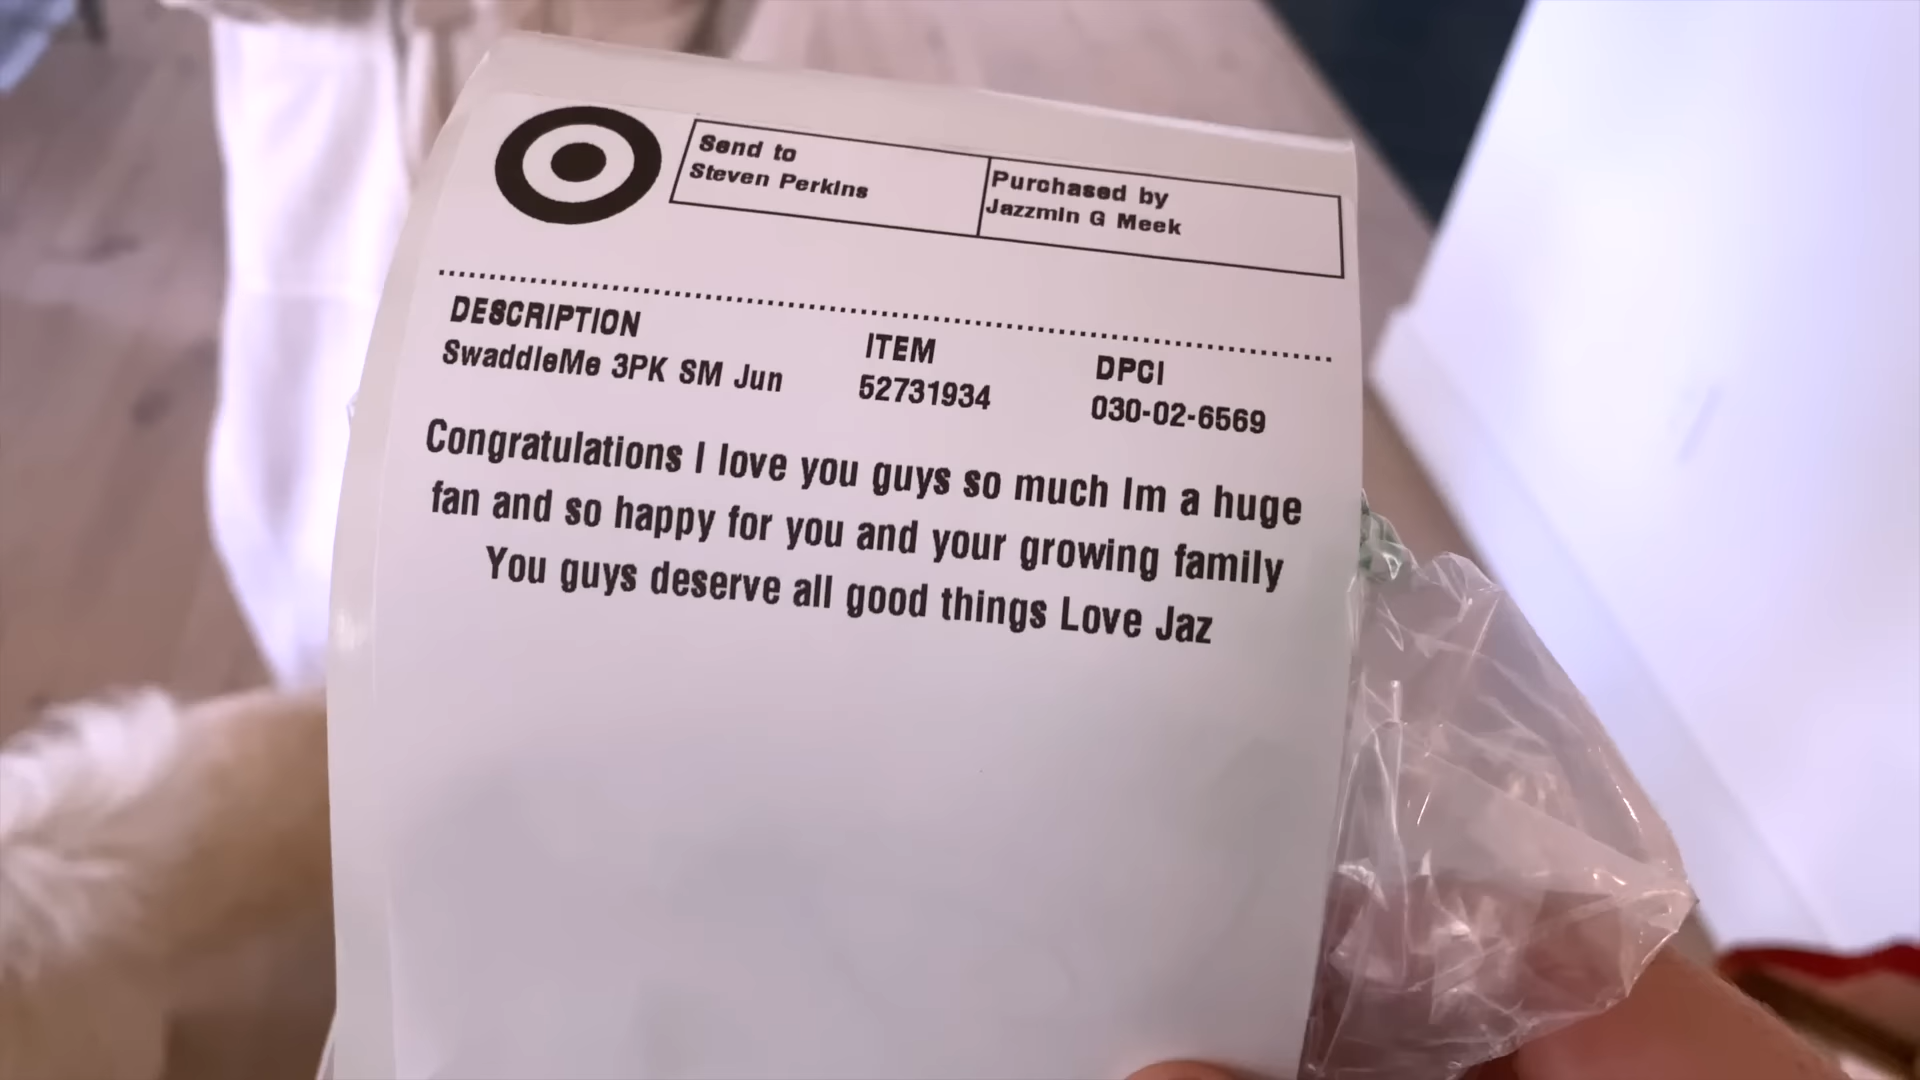 Send to
Steven Perkins
Purchased by
Jazzmin G Meek
DESCRIPTION
SwaddleMe 3PK SM Jun
ITEM
52731934
DPCI
030-02-6569
Congratulations I love you guys so much Im a huge
fan and so happy for you and your growing family
You guys deserve all good things Love Jaz